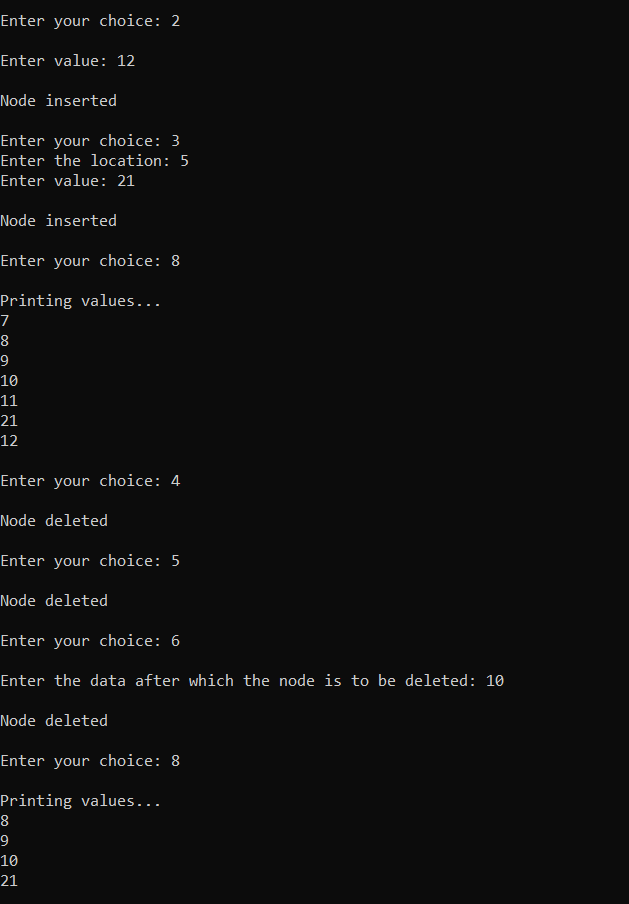 Enter your choice: 2
Enter value: 12
Node inserted
Enter your choice: 3
Enter the location: 5
Enter value: 21
Node inserted
Enter your choice: 8
Printing values...
7
8
9
10
11
21
12
Enter your choice: 4
Node deleted
Enter your choice: 5
Node deleted
Enter your choice: 6
Enter the data after which the node is to be deleted: 10
Node deleted
Enter your choice: 8
Printing values...
8
9
10
21